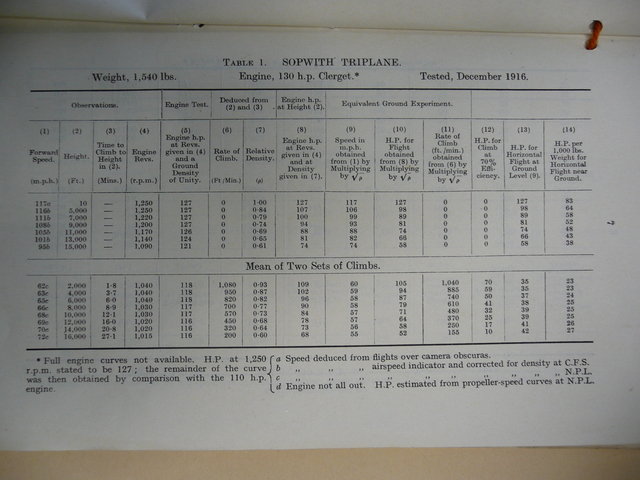 TABLE 1. SOPWITH TRIPLANE.
Weight, 1,540 lbs. Engine, 130 h.p. Clerget.* Tested, December 1916.
Observations. Engine Test. Deduced from (2) and (3). Engine h.p. at Height (2). Equivalent Ground Experiment.
(1) (2) (3) (4) (5) (6) (7) (8) (9) (10) (11) (12) (13) (14)
Forward Speed. (m.p.h.)
Height. (Ft.)
Time to Climb to Height in (2). (Mins.)
Engine Revs. (r.p.m.)
Engine h.p. at Revs. given in (4) and a Ground Density of Unity.
Rate of Climb. (Ft/Min.)
Relative Density. (ρ)
Engine h.p. at Revs. given in (4) and at Density given in (7).
Speed in m.p.h. obtained from (1) by Multiplying by √ρ
H.P. for Flight obtained from (8) by Multiplying by √ρ
Rate of Climb (ft./min.) obtained from (6) by Multiplying by √ρ
H.P. for Climb at 70% Effi-ciency.
H.P. for Horizontal Flight at Ground Level (9).
H.P. per 1,000 lbs. Weight for Horizontal Flight near Ground.
117a 10 — 1,250 127 0 1·00 127 117 127 0 0 127 83
116b 5,000 — 1,250 127 0 0·84 107 106 98 0 0 98 64
111b 7,000 — 1,220 127 0 0·79 100 99 89 0 0 89 58
108b 9,000 — 1,200 127 0 0·74 94 93 81 0 0 81 52
105b 11,000 — 1,170 126 0 0·69 88 88 74 0 0 74 48
101b 13,000 — 1,140 124 0 0·65 81 82 66 0 0 66 43
95b 15,000 — 1,090 121 0 0·61 74 74 58 0 0 58 38
Mean of Two Sets of Climbs.
62c 2,000 1·8 1,040 118 1,080 0·93 109 60 105 1,040 70 35 23
63c 4,000 3·7 1,040 118 950 0·87 102 59 94 885 59 35 23
65c 6,000 6·0 1,040 118 820 0·82 96 58 87 740 50 37 24
66c 8,000 8·9 1,030 117 700 0·77 90 58 79 610 41 38 25
68c 10,000 12·1 1,030 117 570 0·73 84 57 71 480 32 39 25
69c 12,000 16·0 1,020 116 450 0·68 78 57 64 370 25 39 25
70c 14,000 20·8 1,020 116 320 0·64 73 56 58 250 17 41 26
72c 16,000 27·1 1,015 116 200 0·60 68 55 52 155 10 42 27
* Full engine curves not available. H.P. at 1,250
r.p.m. stated to be 127; the remainder of the curve
was then obtained by comparison with the 110 h.p.
engine.
a Speed deduced from flights over camera obscuras.
b ,, ,, ,, airspeed indicator and corrected for density at C.F.S.
c ,, ,, ,, ,, ,, ,, ,, ,, ,, N.P.L.
d Engine not all out. H.P. estimated from propeller-speed curves at N.P.L.